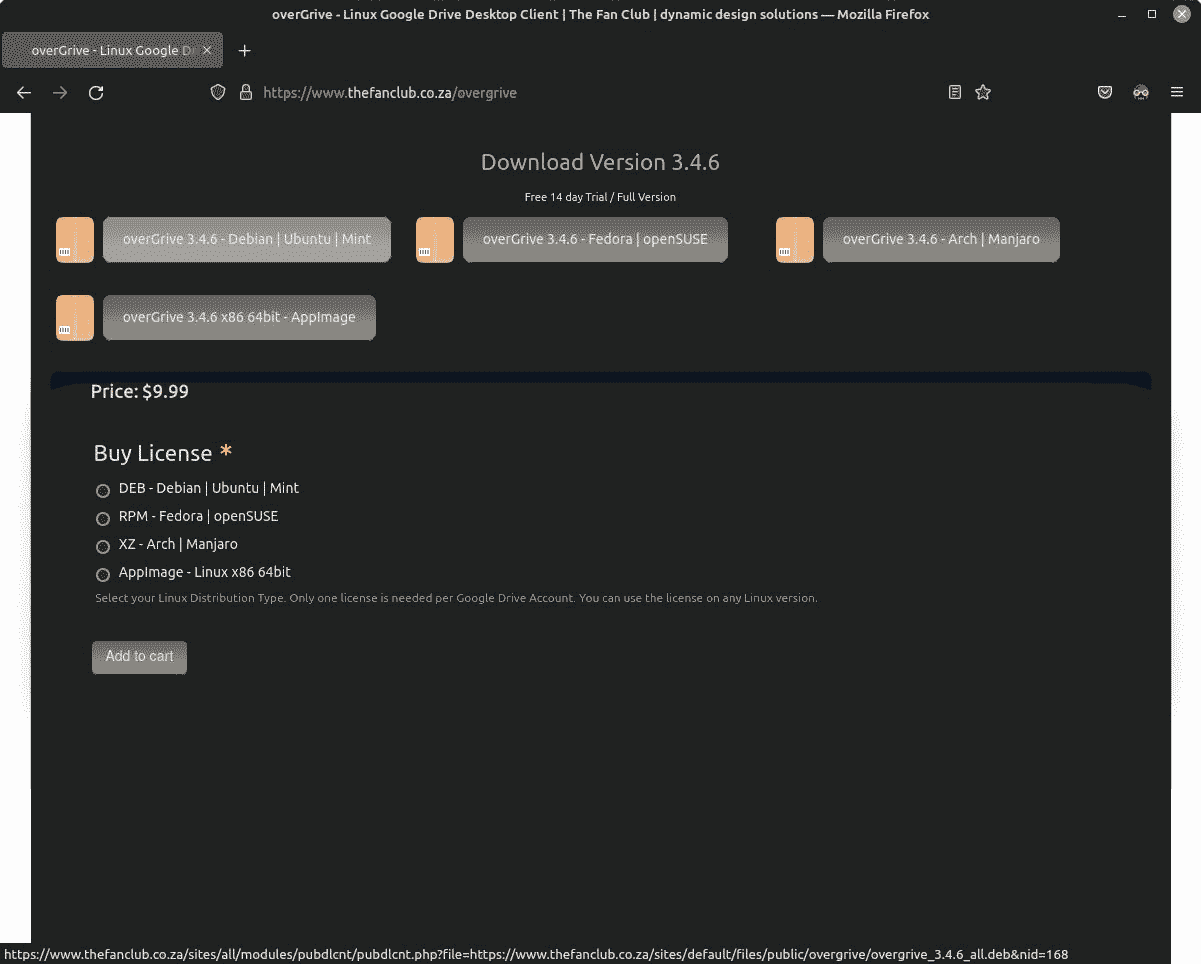 overGrive - Linux Google Drive Desktop Client | The Fan Club | dynamic design solutions — Mozilla Firefox
overGrive - Linux Google Dr
https://www.thefanclub.co.za/overgrive
Download Version 3.4.6
Free 14 day Trial / Full Version
overGrive 3.4.6 - Debian | Ubuntu | Mint
overGrive 3.4.6 - Fedora | openSUSE
overGrive 3.4.6 - Arch | Manjaro
overGrive 3.4.6 x86 64bit - AppImage
Price: $9.99
Buy License *
DEB - Debian | Ubuntu | Mint
RPM - Fedora | openSUSE
XZ - Arch | Manjaro
AppImage - Linux x86 64bit
Select your Linux Distribution Type. Only one license is needed per Google Drive Account. You can use the license on any Linux version.
Add to cart
https://www.thefanclub.co.za/sites/all/modules/pubdlcnt/pubdlcnt.php?file=https://www.thefanclub.co.za/sites/default/files/public/overgrive/overgrive_3.4.6_all.deb&nid=168